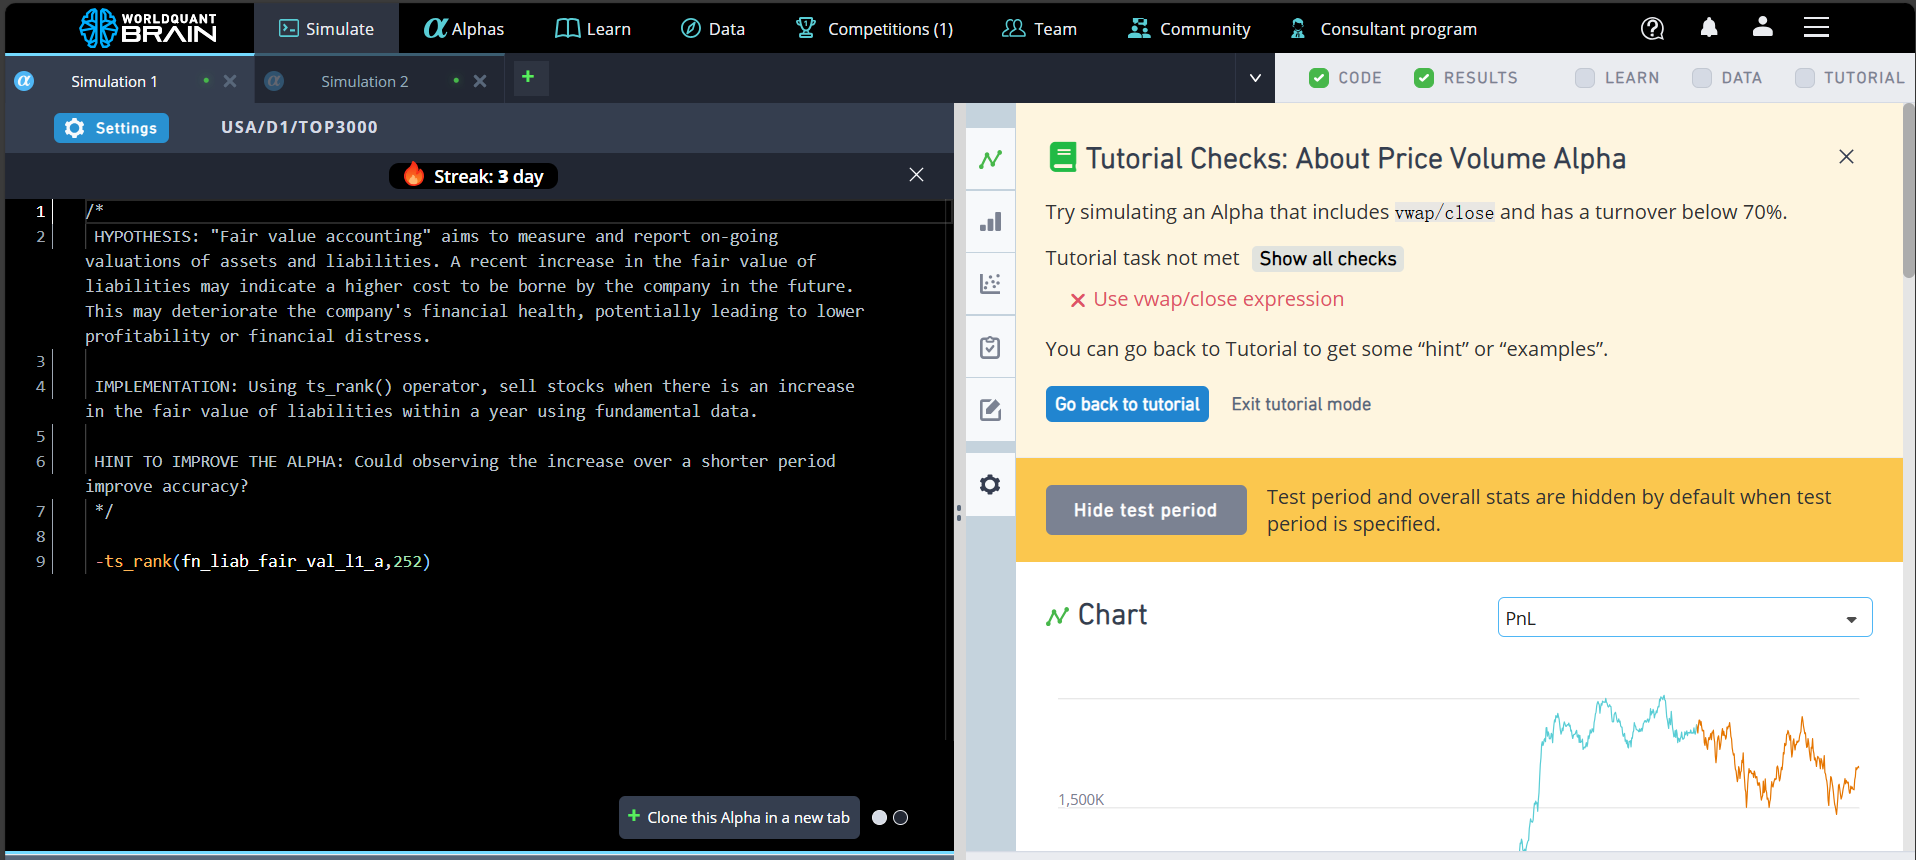 WORLDQUANT
BRAIN
Simulate
Alphas
Learn
Data
Competitions (1)
Team
Community
Consultant program
α
Simulation 1
α
Simulation 2
+
CODE
RESULTS
LEARN
DATA
TUTORIAL
Settings
USA/D1/TOP3000
Streak: 3 day
1 /*
2 HYPOTHESIS: "Fair value accounting" aims to measure and report on-going
valuations of assets and liabilities. A recent increase in the fair value of
liabilities may indicate a higher cost to be borne by the company in the future.
This may deteriorate the company's financial health, potentially leading to lower
profitability or financial distress.
3
4 IMPLEMENTATION: Using ts_rank() operator, sell stocks when there is an increase
in the fair value of liabilities within a year using fundamental data.
5
6 HINT TO IMPROVE THE ALPHA: Could observing the increase over a shorter period
improve accuracy?
7 */
8
9 -ts_rank(fn_liab_fair_val_l1_a,252)
+ Clone this Alpha in a new tab
Tutorial Checks: About Price Volume Alpha
Try simulating an Alpha that includes vwap/close and has a turnover below 70%.
Tutorial task not met Show all checks
Use vwap/close expression
You can go back to Tutorial to get some “hint” or “examples”.
Go back to tutorial Exit tutorial mode
Hide test period
Test period and overall stats are hidden by default when test
period is specified.
Chart
PnL
1,500K